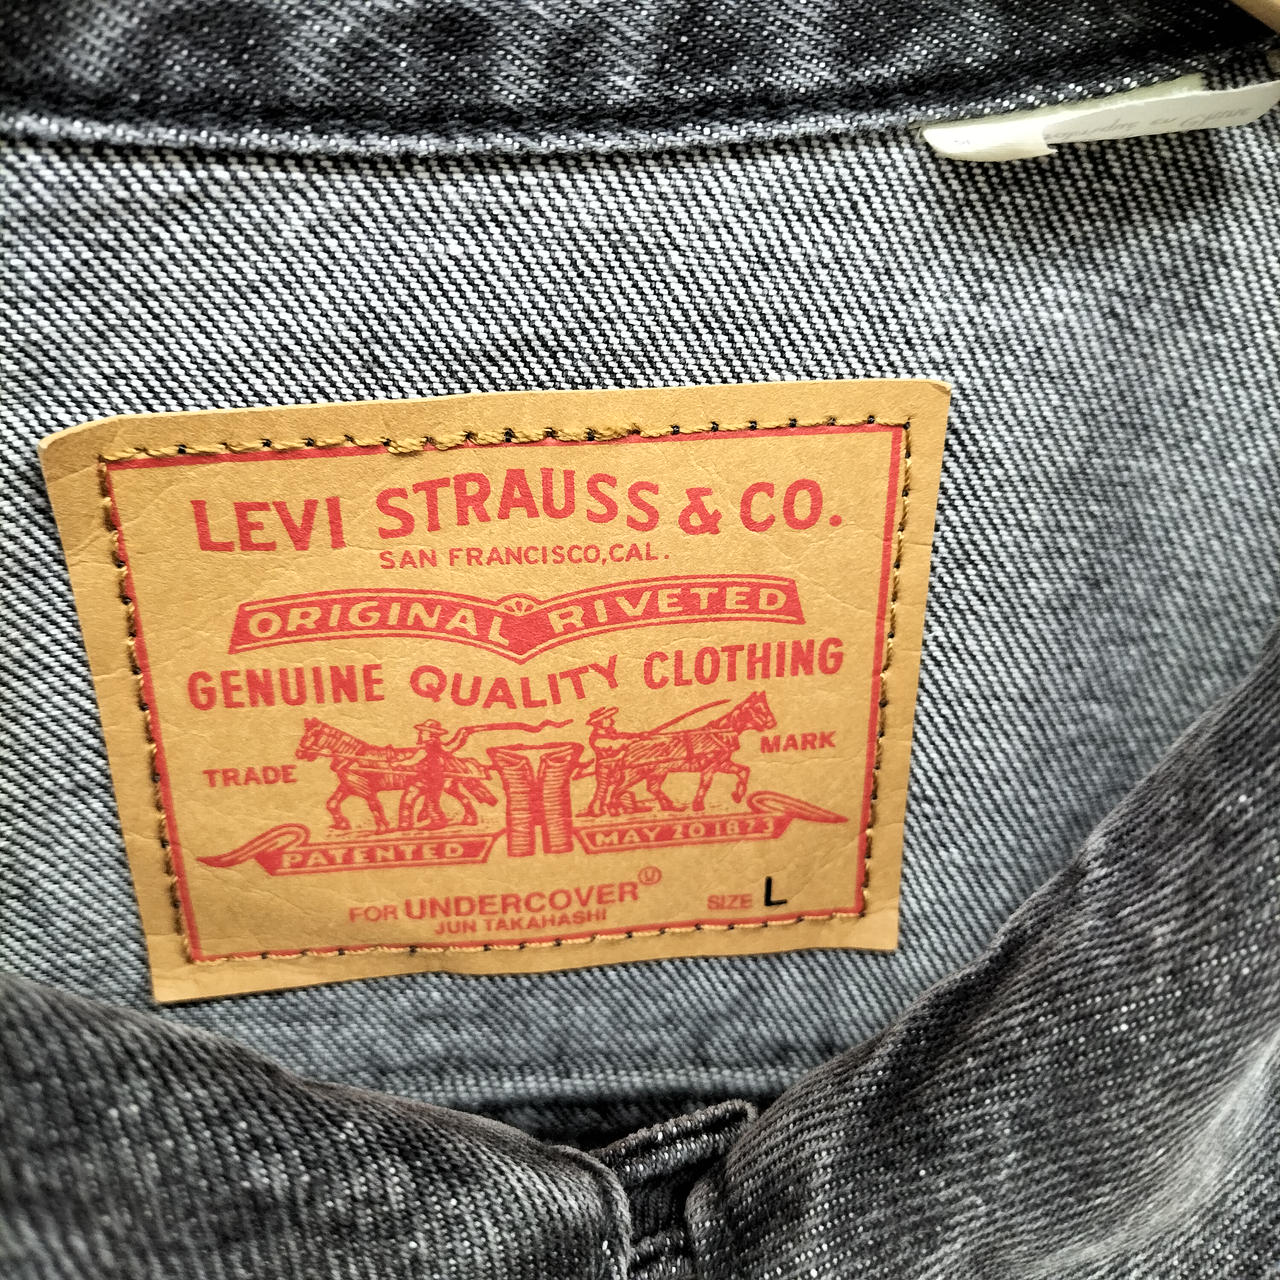 LEVI STRAUSS & CO.
SAN FRANCISCO, CAL.
ORIGINAL RIVETED
GENUINE QUALITY CLOTHING
TRADE MARK
PATENTED MAY 20 1873
FOR UNDERCOVER Ⓤ SIZE L
JUN TAKAHASHI